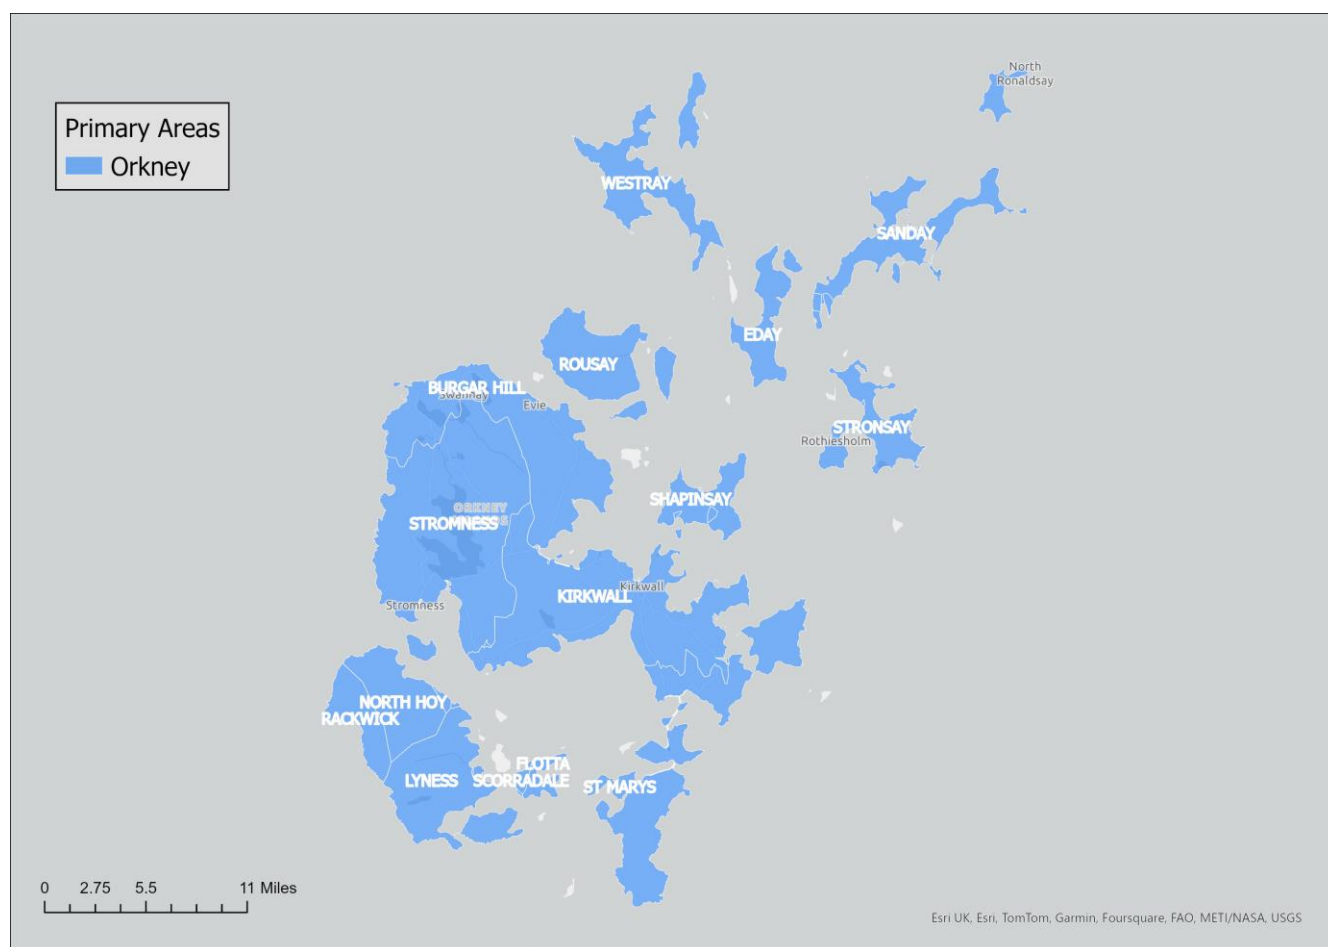 Primary Areas
Orkney
North
Ronaldsay
WESTRAY
SANDAY
EDAY
ROUSAY
BURGAR HILL
Swannay
Evie
STRONSAY
Rothiesholm
SHAPINSAY
ORKNEY
STROMNESS
Kirkwall
KIRKWALL
Stromness
NORTH HOY
RACKWICK
FLOTTA
LYNESS
SCORRADALE
ST MARYS
0 2.75 5.5 11 Miles
Esri UK, Esri, TomTom, Garmin, Foursquare, FAO, METI/NASA, USGS